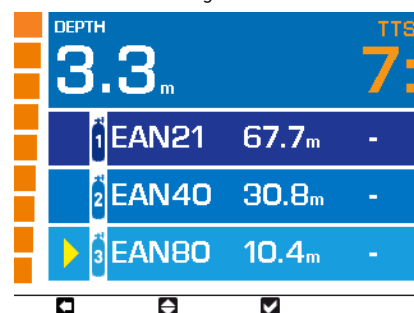 DEPTH TTS
3.3m 7:
1 EAN21 67.7m -
2 EAN40 30.8m -
3 EAN80 10.4m -